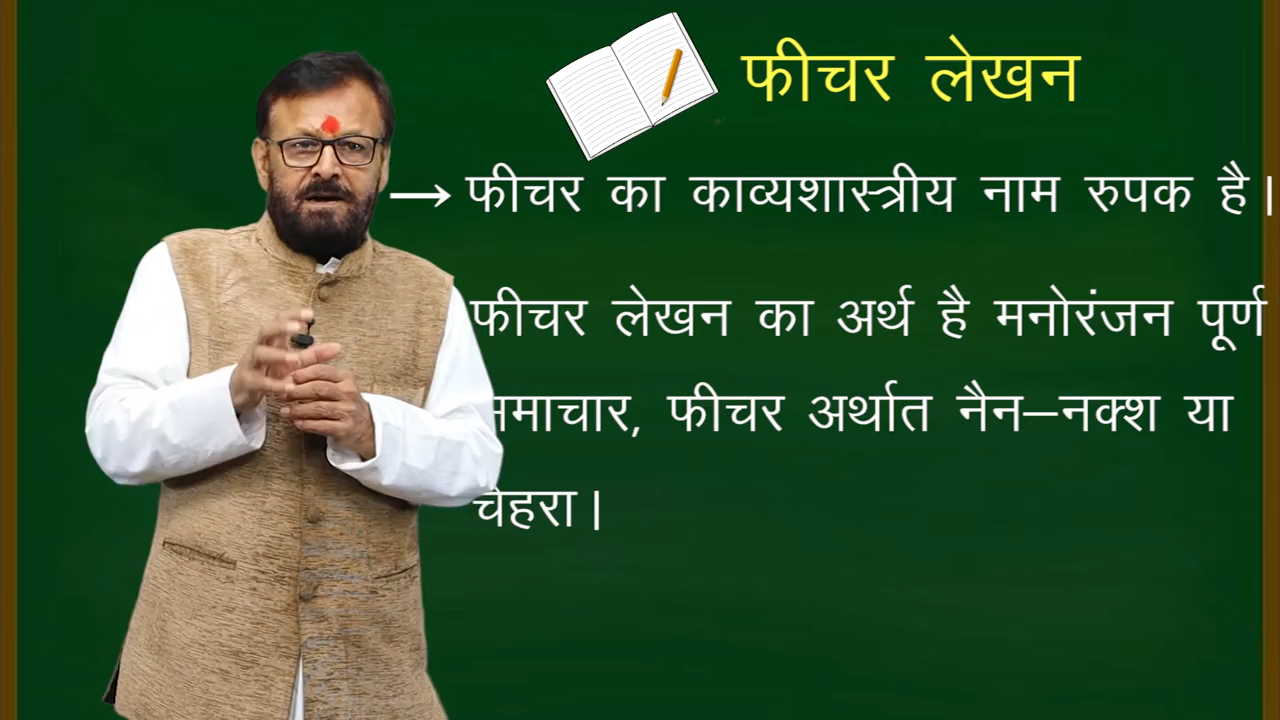 फीचर लेखन
→ फीचर का काव्यशास्त्रीय नाम रुपक है।
फीचर लेखन का अर्थ है मनोरंजन पूर्ण
समाचार, फीचर अर्थात नैन–नक्श या
चेहरा।